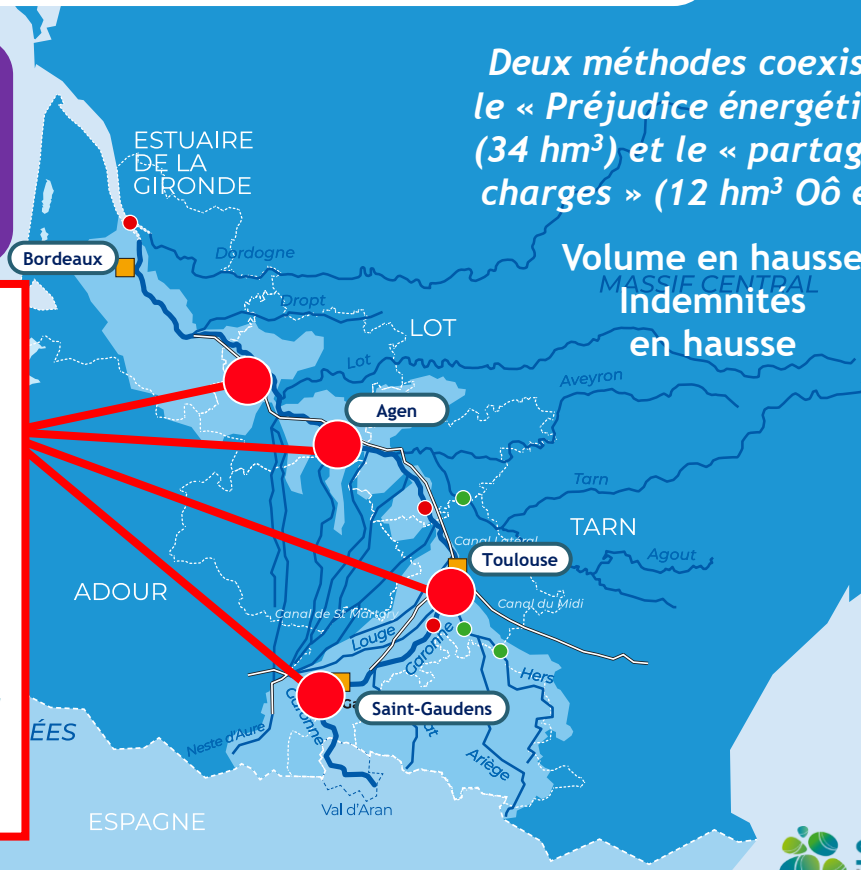 Deux méthodes coexis
le « Préjudice énergéti
(34 hm³) et le « partag
charges » (12 hm³ Oô e
Volume en hausse
Indemnités
en hausse
ESTUAIRE
DE LA
GIRONDE
Bordeaux
Dordogne
MASSIF CENTRAL
Dropt
LOT
Lot
Aveyron
Agen
Tarn
TARN
Canal Latéral
Toulouse
Agout
ADOUR
Canal de St Martory
Canal du Midi
Louge
Garonne
Hers
Garonne
Saint-Gaudens
ÉES
Neste d'Aure
Ariège
Val d'Aran
ESPAGNE